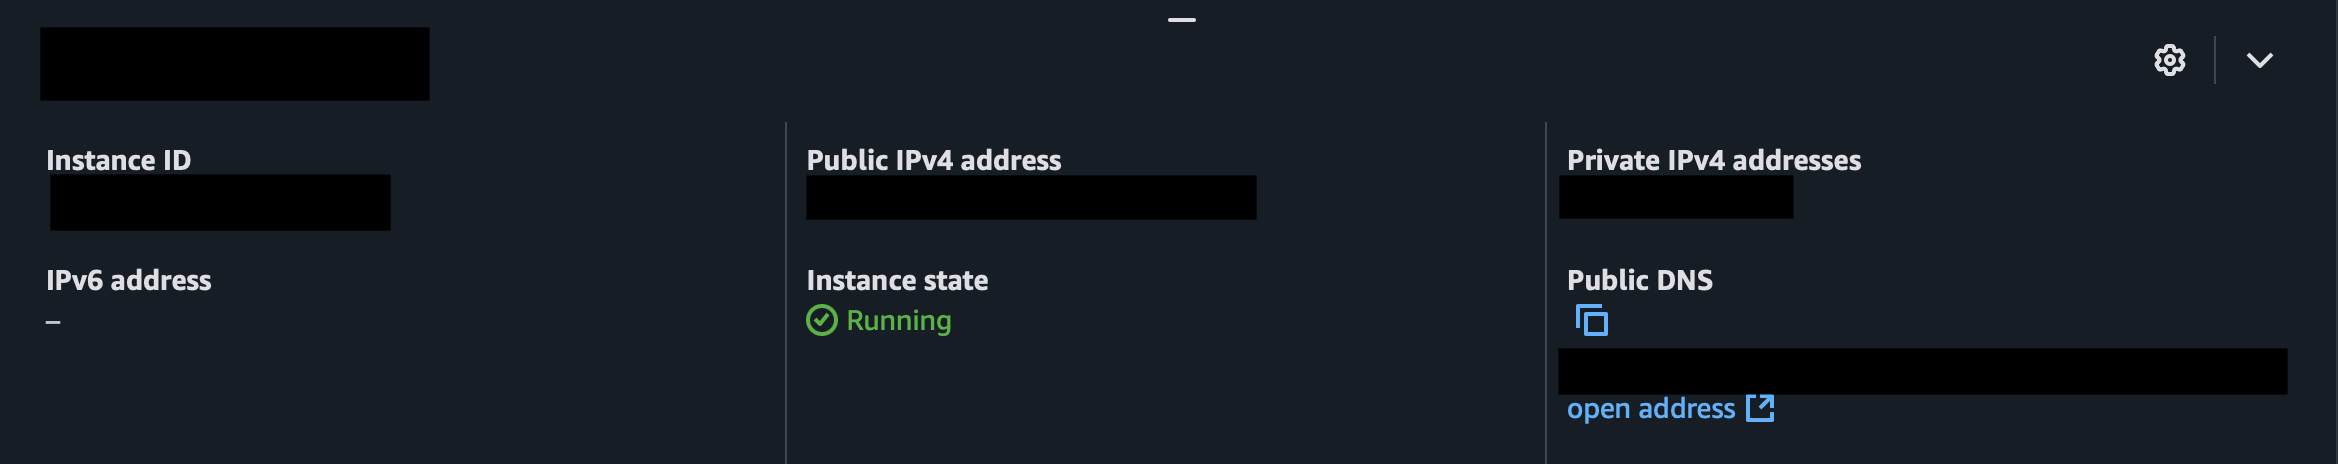 Instance ID
Public IPv4 address
Private IPv4 addresses
IPv6 address
–
Instance state
Running
Public DNS
open address